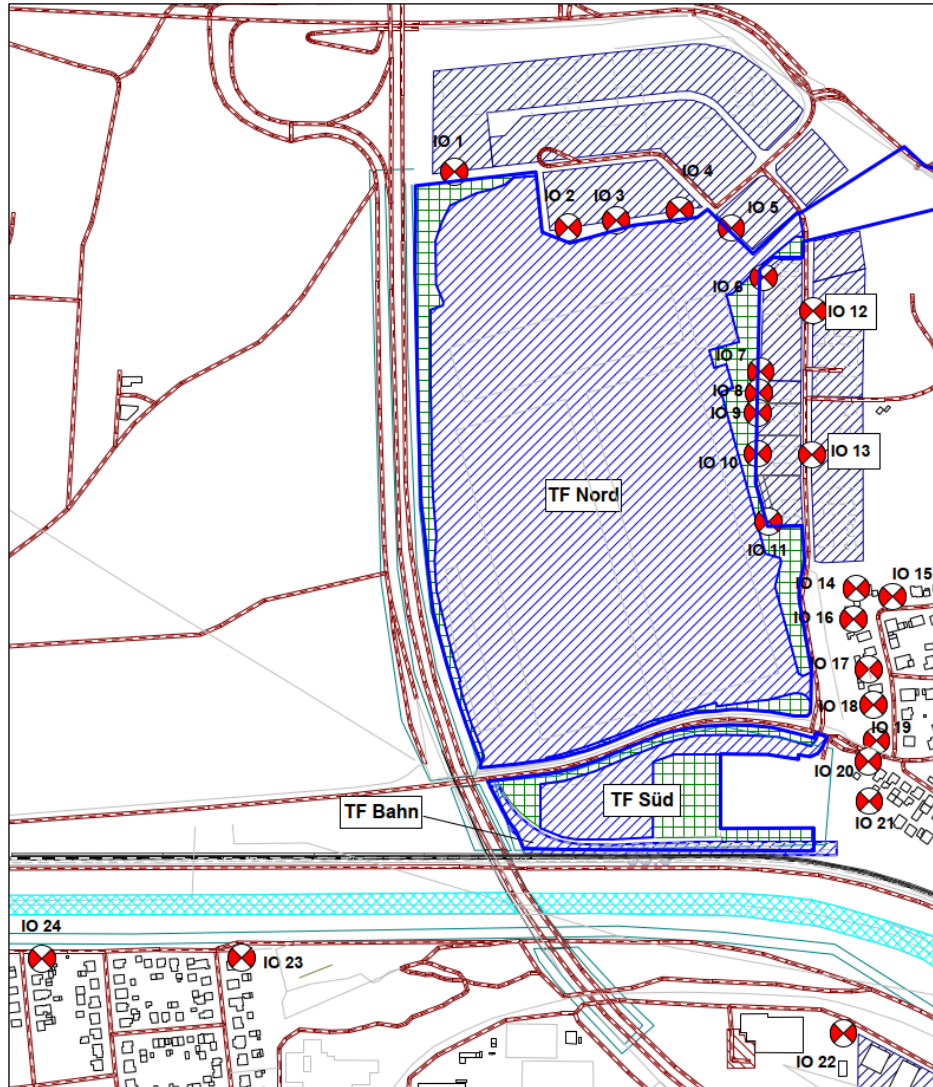 IO 1
IO 2
IO 3
IO 4
IO 5
IO 6
IO 12
IO 7
IO 8
IO 9
IO 10
IO 13
TF Nord
IO 11
IO 14
IO 15
IO 16
IO 17
IO 18
IO 19
IO 20
TF Süd
IO 21
TF Bahn
IO 24
IO 23
IO 22